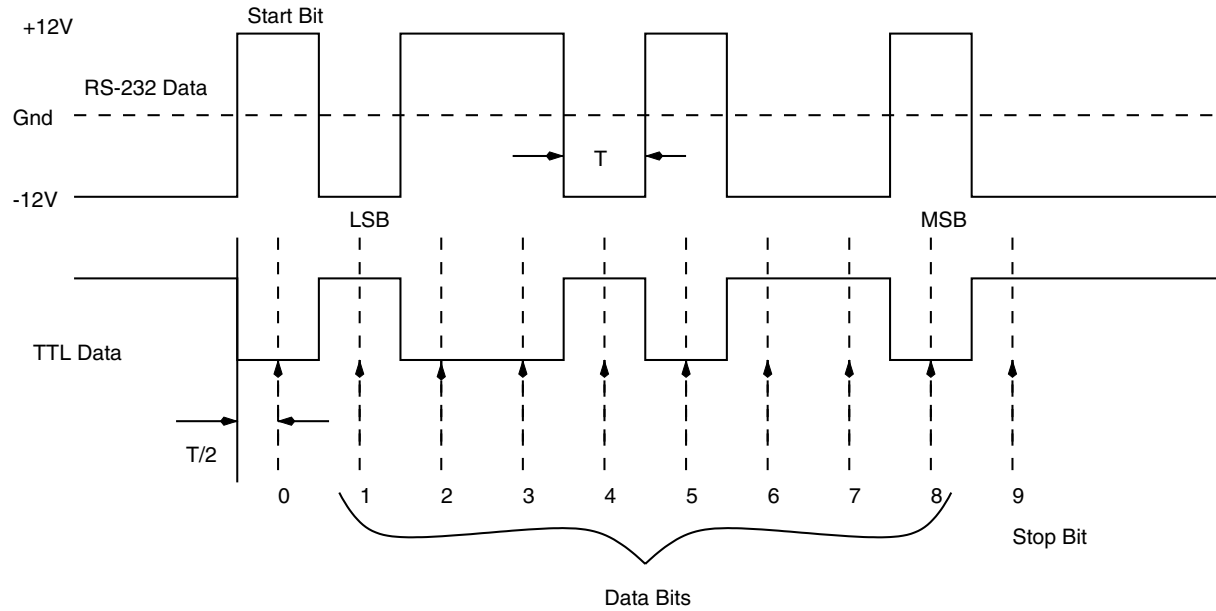 Start Bit
+12V
RS-232 Data
Gnd
T
-12V
LSB
MSB
TTL Data
T/2
0 1 2 3 4 5 6 7 8 9
Stop Bit
Data Bits